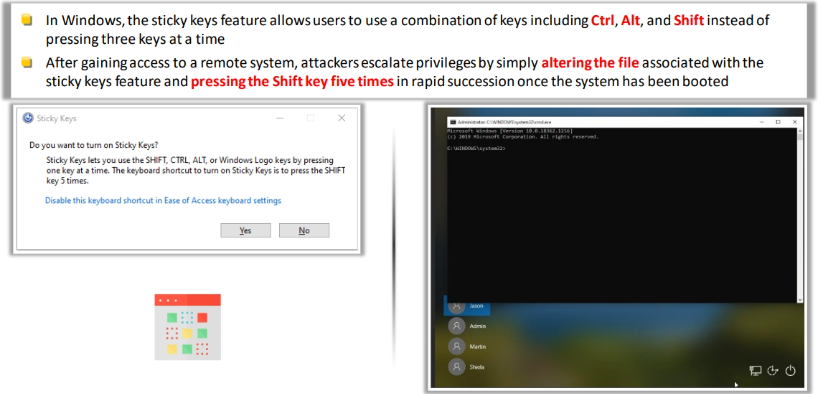 In Windows, the sticky keys feature allows users to use a combination of keys including Ctrl, Alt, and Shift instead of
pressing three keys at a time
After gaining access to a remote system, attackers escalate privileges by simply altering the file associated with the
sticky keys feature and pressing the Shift key five times in rapid succession once the system has been booted
Sticky Keys
Do you want to turn on Sticky Keys?
Sticky Keys lets you use the SHIFT, CTRL, ALT, or Windows Logo keys by pressing
one key at a time. The keyboard shortcut to turn on Sticky Keys is to press the SHIFT
key 5 times.
Disable this keyboard shortcut in Ease of Access keyboard settings
Yes
No
Administrator: C:\WINDOWS\system32\cmd.exe
Microsoft Windows [Version 10.0.18362.1256]
(c) 2019 Microsoft Corporation. All rights reserved.
C:\WINDOWS\system32>
Jason
Admin
Martin
Shiela